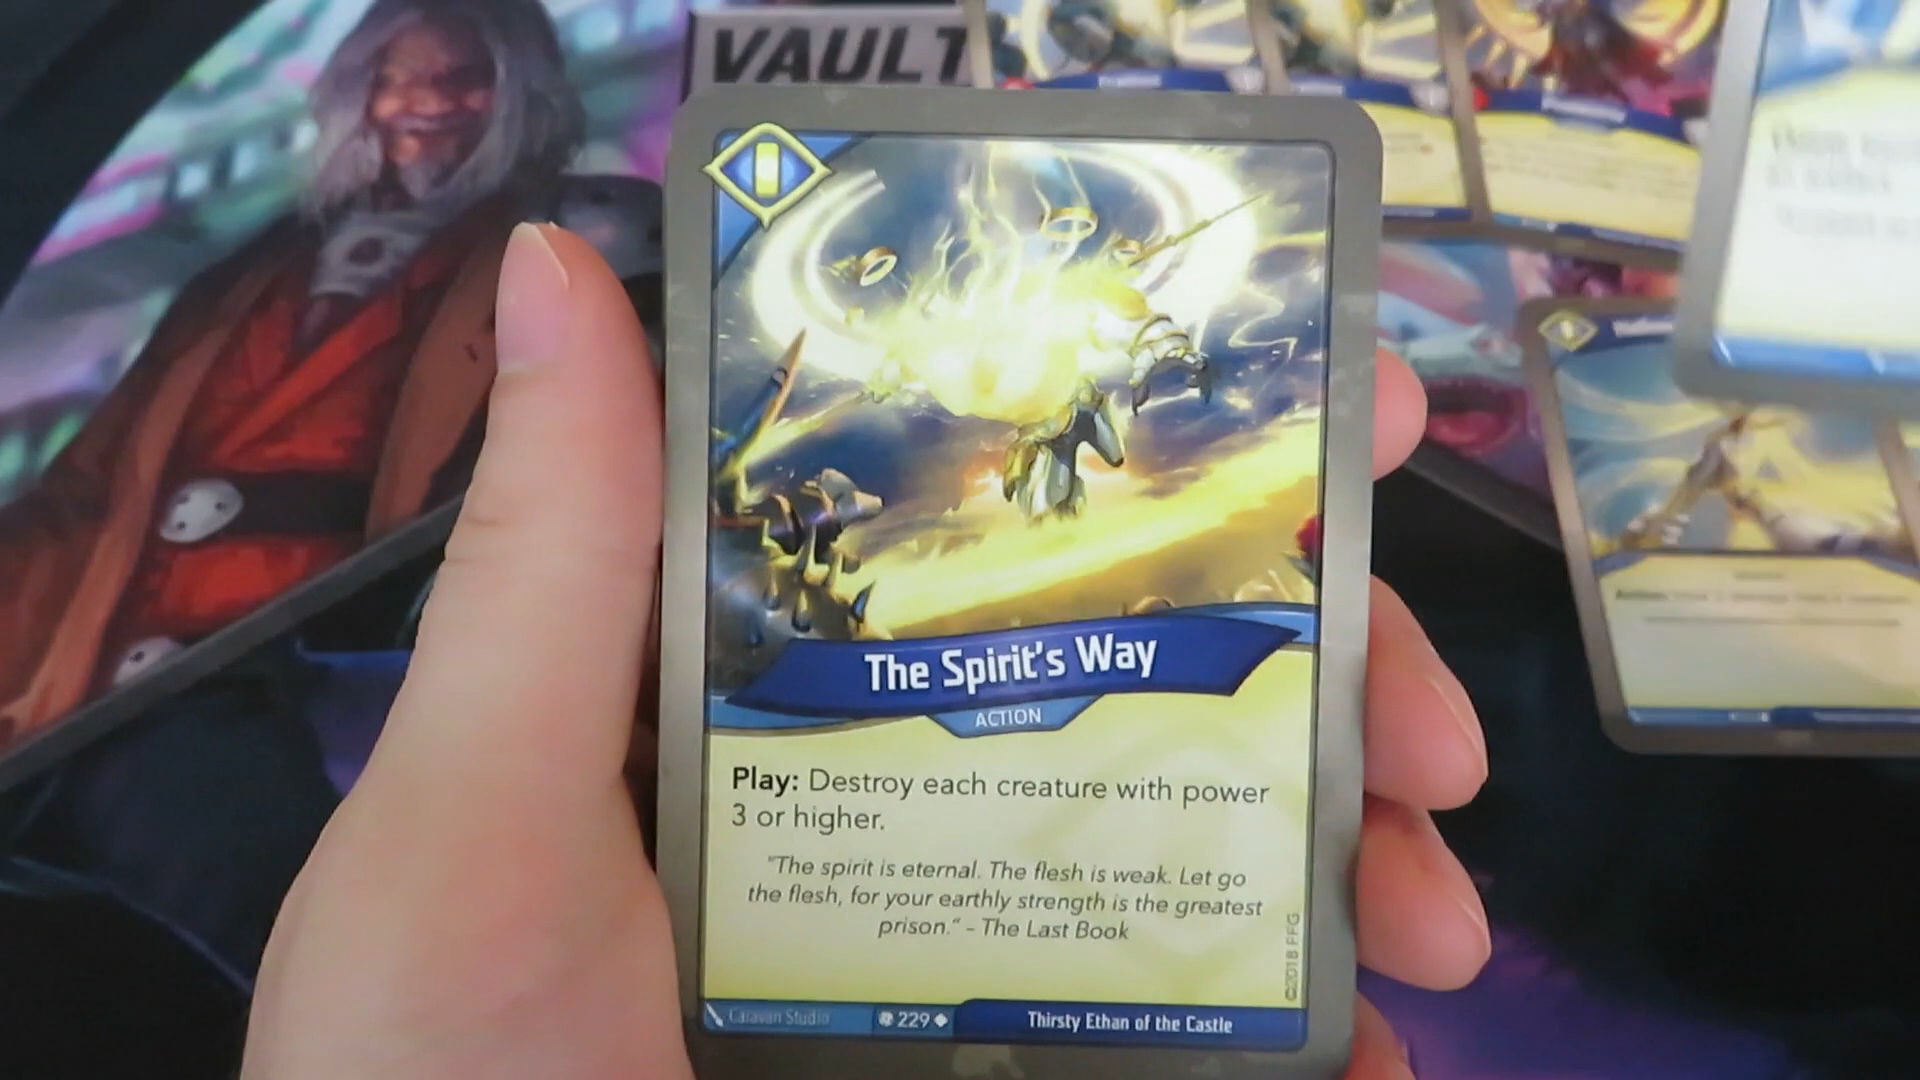 VAULT
The Spirit's Way
ACTION
Play: Destroy each creature with power
3 or higher.
"The spirit is eternal. The flesh is weak. Let go
the flesh, for your earthly strength is the greatest
prison." – The Last Book
©2018 FFG
Caravan Studio
229
Thirsty Ethan of the Castle